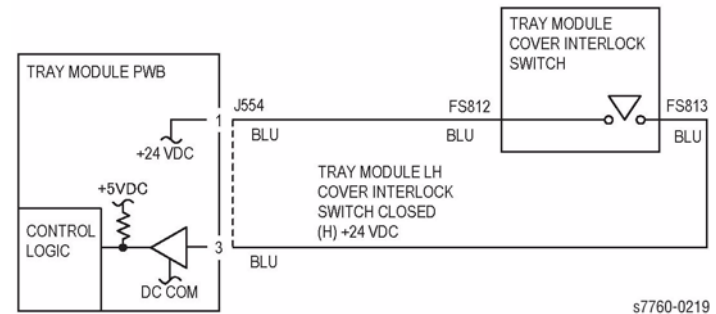 TRAY MODULE
COVER INTERLOCK
SWITCH
TRAY MODULE PWB
J554
FS812
FS813
1
BLU
BLU
BLU
+24 VDC
TRAY MODULE LH
COVER INTERLOCK
SWITCH CLOSED
(H) +24 VDC
+5VDC
CONTROL
LOGIC
3
BLU
DC COM
s7760-0219